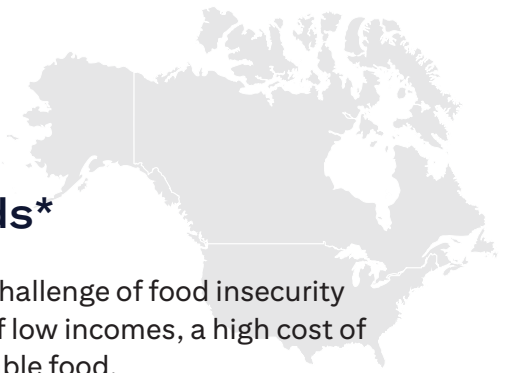 ds*
hallenge of food insecurity
f low incomes, a high cost of
ble food.